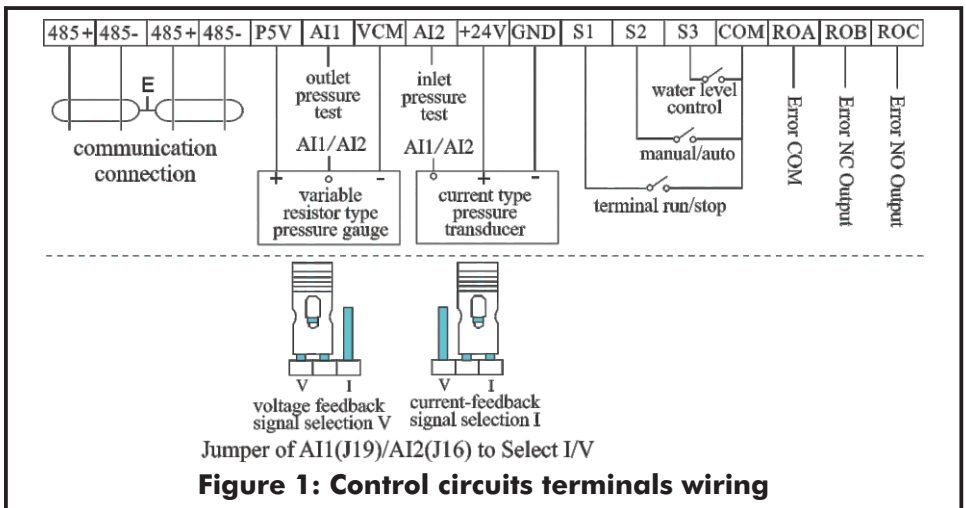 485+ 485- 485+ 485- P5V AI1 VCM AI2 +24V GND S1 S2 S3 COM ROA ROB ROC
E
communication
connection
outlet
pressure
test
AI1/AI2
+ -
variable
resistor type
pressure gauge
inlet
pressure
test
AI1/AI2
+ -
current type
pressure
transducer
water level
control
manual/auto
terminal run/stop
Error COM
Error NC Output
Error NO Output
V I
voltage feedback
signal selection V
V I
current-feedback
signal selection I
Jumper of AI1(J19)/AI2(J16) to Select I/V
Figure 1: Control circuits terminals wiring